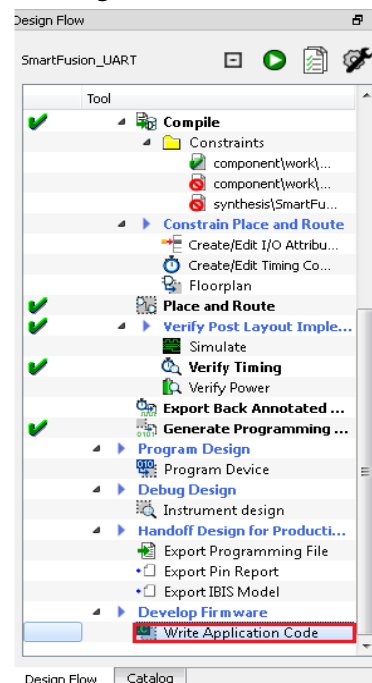 Design Flow
SmartFusion_UART
Tool
Compile
Constraints
component\work\...
component\work\...
synthesis\SmartFu...
Constrain Place and Route
Create/Edit I/O Attribu...
Create/Edit Timing Co...
Floorplan
Place and Route
Verify Post Layout Imple...
Simulate
Verify Timing
Verify Power
Export Back Annotated ...
Generate Programming ...
Program Design
Program Device
Debug Design
Instrument design
Handoff Design for Producti...
Export Programming File
Export Pin Report
Export IBIS Model
Develop Firmware
Write Application Code
Design Flow Catalog